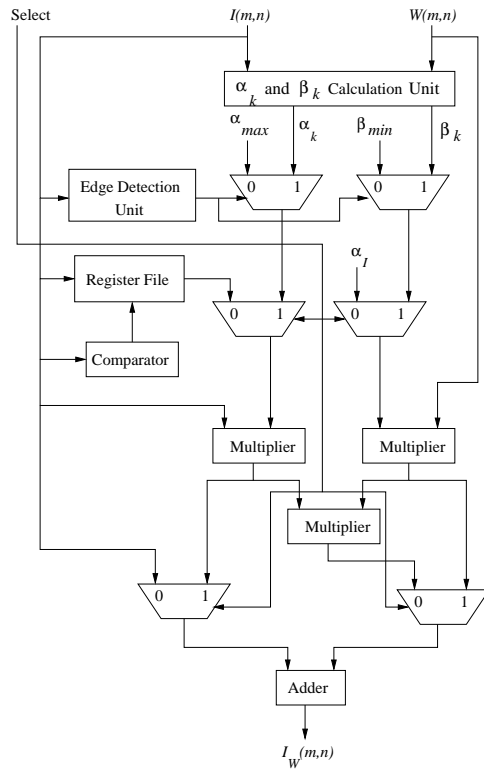 Select I(m,n) W(m,n)
α_k and β_k Calculation Unit
α_max α_k β_min β_k
0 1 0 1
Edge Detection
Unit
α_I
Register File
0 1 0 1
Comparator
Multiplier Multiplier
Multiplier
0 1 0 1
Adder
I_W(m,n)